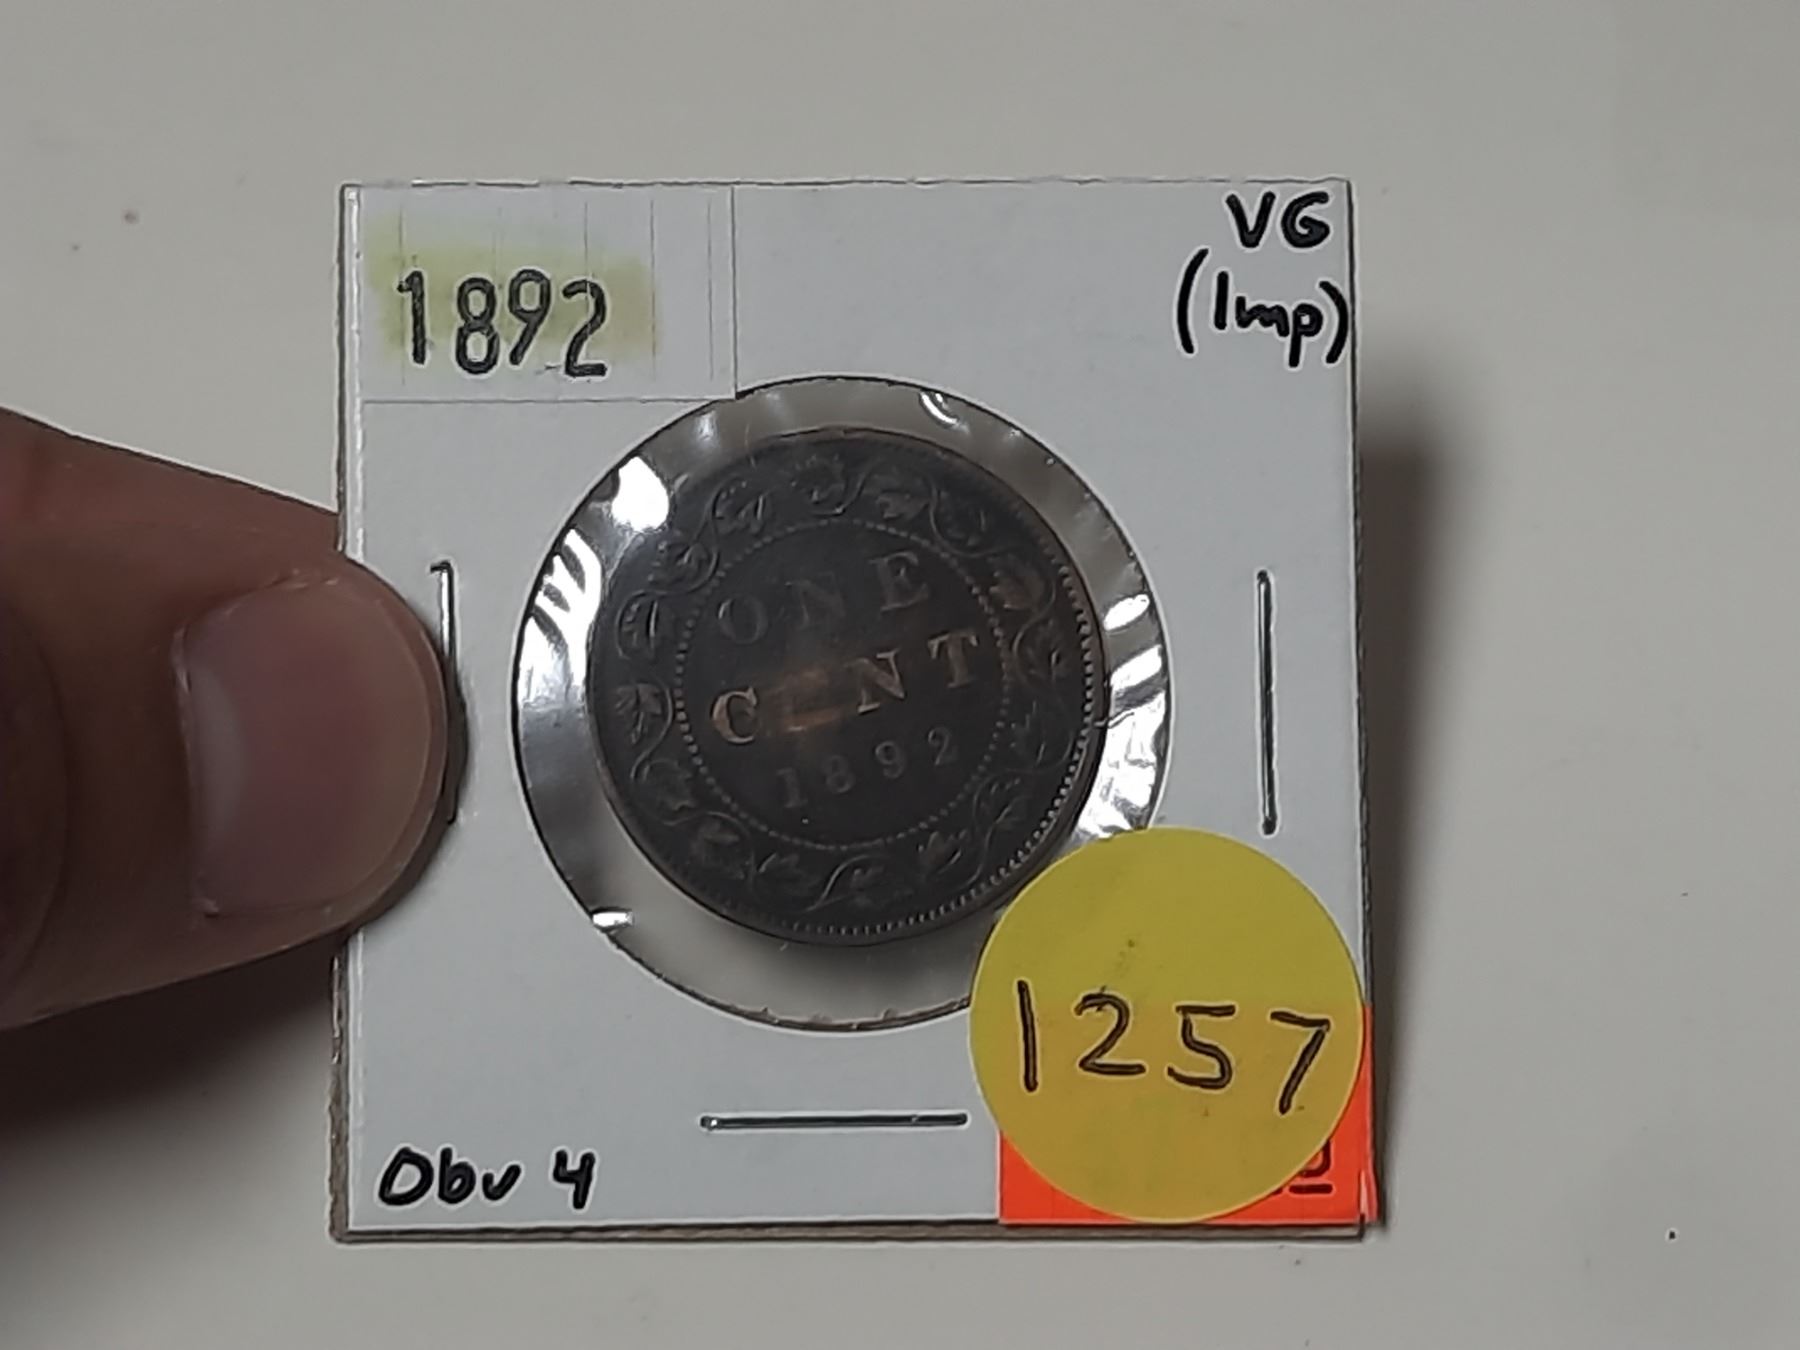 1892
VG
(Imp)
ONE
CENT
1892
1257
Obv 4